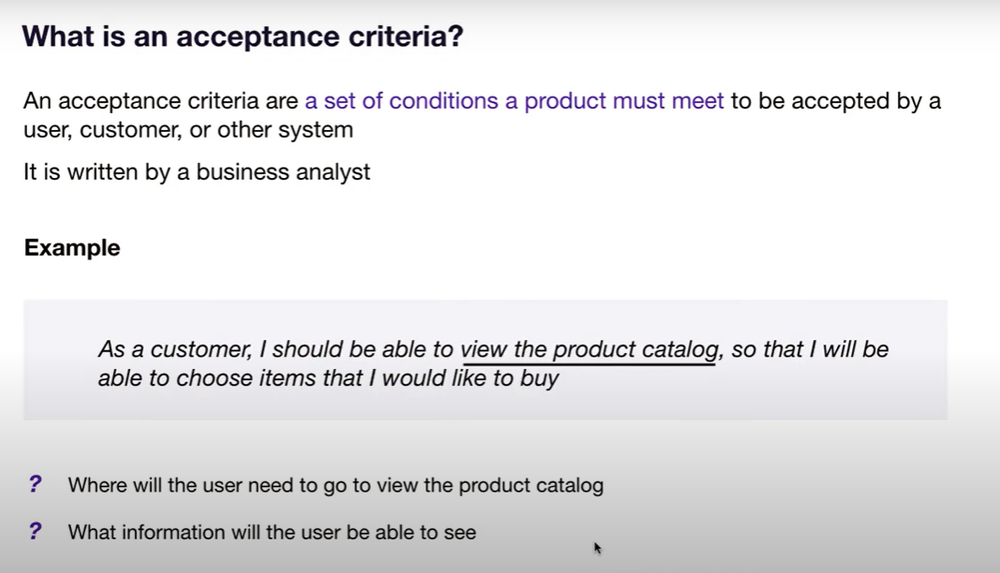 What is an acceptance criteria?
An acceptance criteria are a set of conditions a product must meet to be accepted by a
user, customer, or other system
It is written by a business analyst
Example
As a customer, I should be able to view the product catalog, so that I will be
able to choose items that I would like to buy
? Where will the user need to go to view the product catalog
? What information will the user be able to see